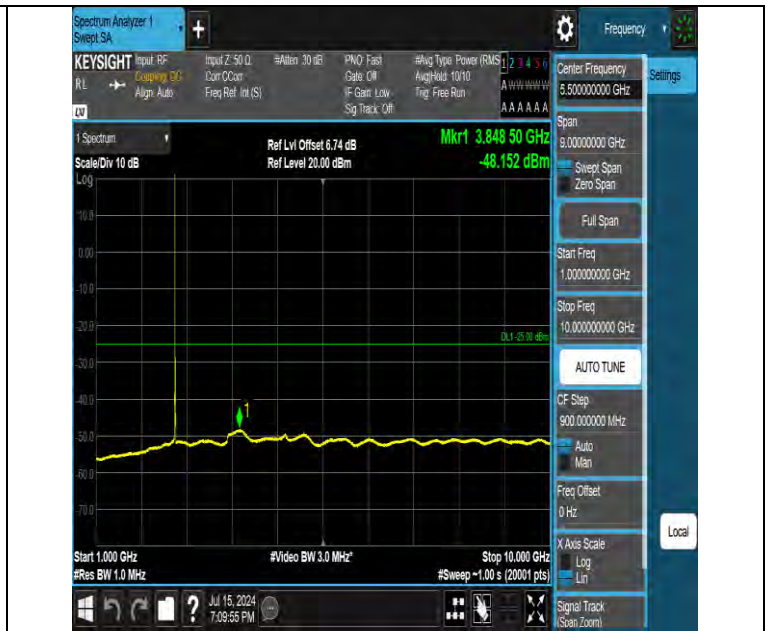 Spectrum Analyzer 1
Swept SA
+
Frequency
KEYSIGHT
RL
Input: RF
Coupling: DC
Align: Auto
Input Z: 50 Ω
Corr CCorr
Freq Ref: Int (S)
#Atten: 30 dB
PNO: Fast
Gate: Off
IF Gain: Low
Sig Track: Off
#Avg Type: Power (RMS
Avg|Hold: 10/10
Trig: Free Run
1 2 3 4 5 6
A W W W W W
A A A A A A
1 Spectrum
Scale/Div 10 dB
Log
Ref Lvl Offset 6.74 dB
Ref Level 20.00 dBm
Mkr1 3.848 50 GHz
-48.152 dBm
10.0
0.00
-10.0
-20.0
-30.0
-40.0
-50.0
-60.0
-70.0
DL1 -25.00 dBm
1
Start 1.000 GHz
#Res BW 1.0 MHz
#Video BW 3.0 MHz*
Stop 10.000 GHz
#Sweep ~1.00 s (20001 pts)
Center Frequency
5.500000000 GHz
Settings
Span
9.00000000 GHz
Swept Span
Zero Span
Full Span
Start Freq
1.000000000 GHz
Stop Freq
10.000000000 GHz
AUTO TUNE
CF Step
900.000000 MHz
Auto
Man
Freq Offset
0 Hz
X Axis Scale
Log
Lin
Local
Signal Track
(Span Zoom)
?
Jul 15, 2024
7:09:55 PM